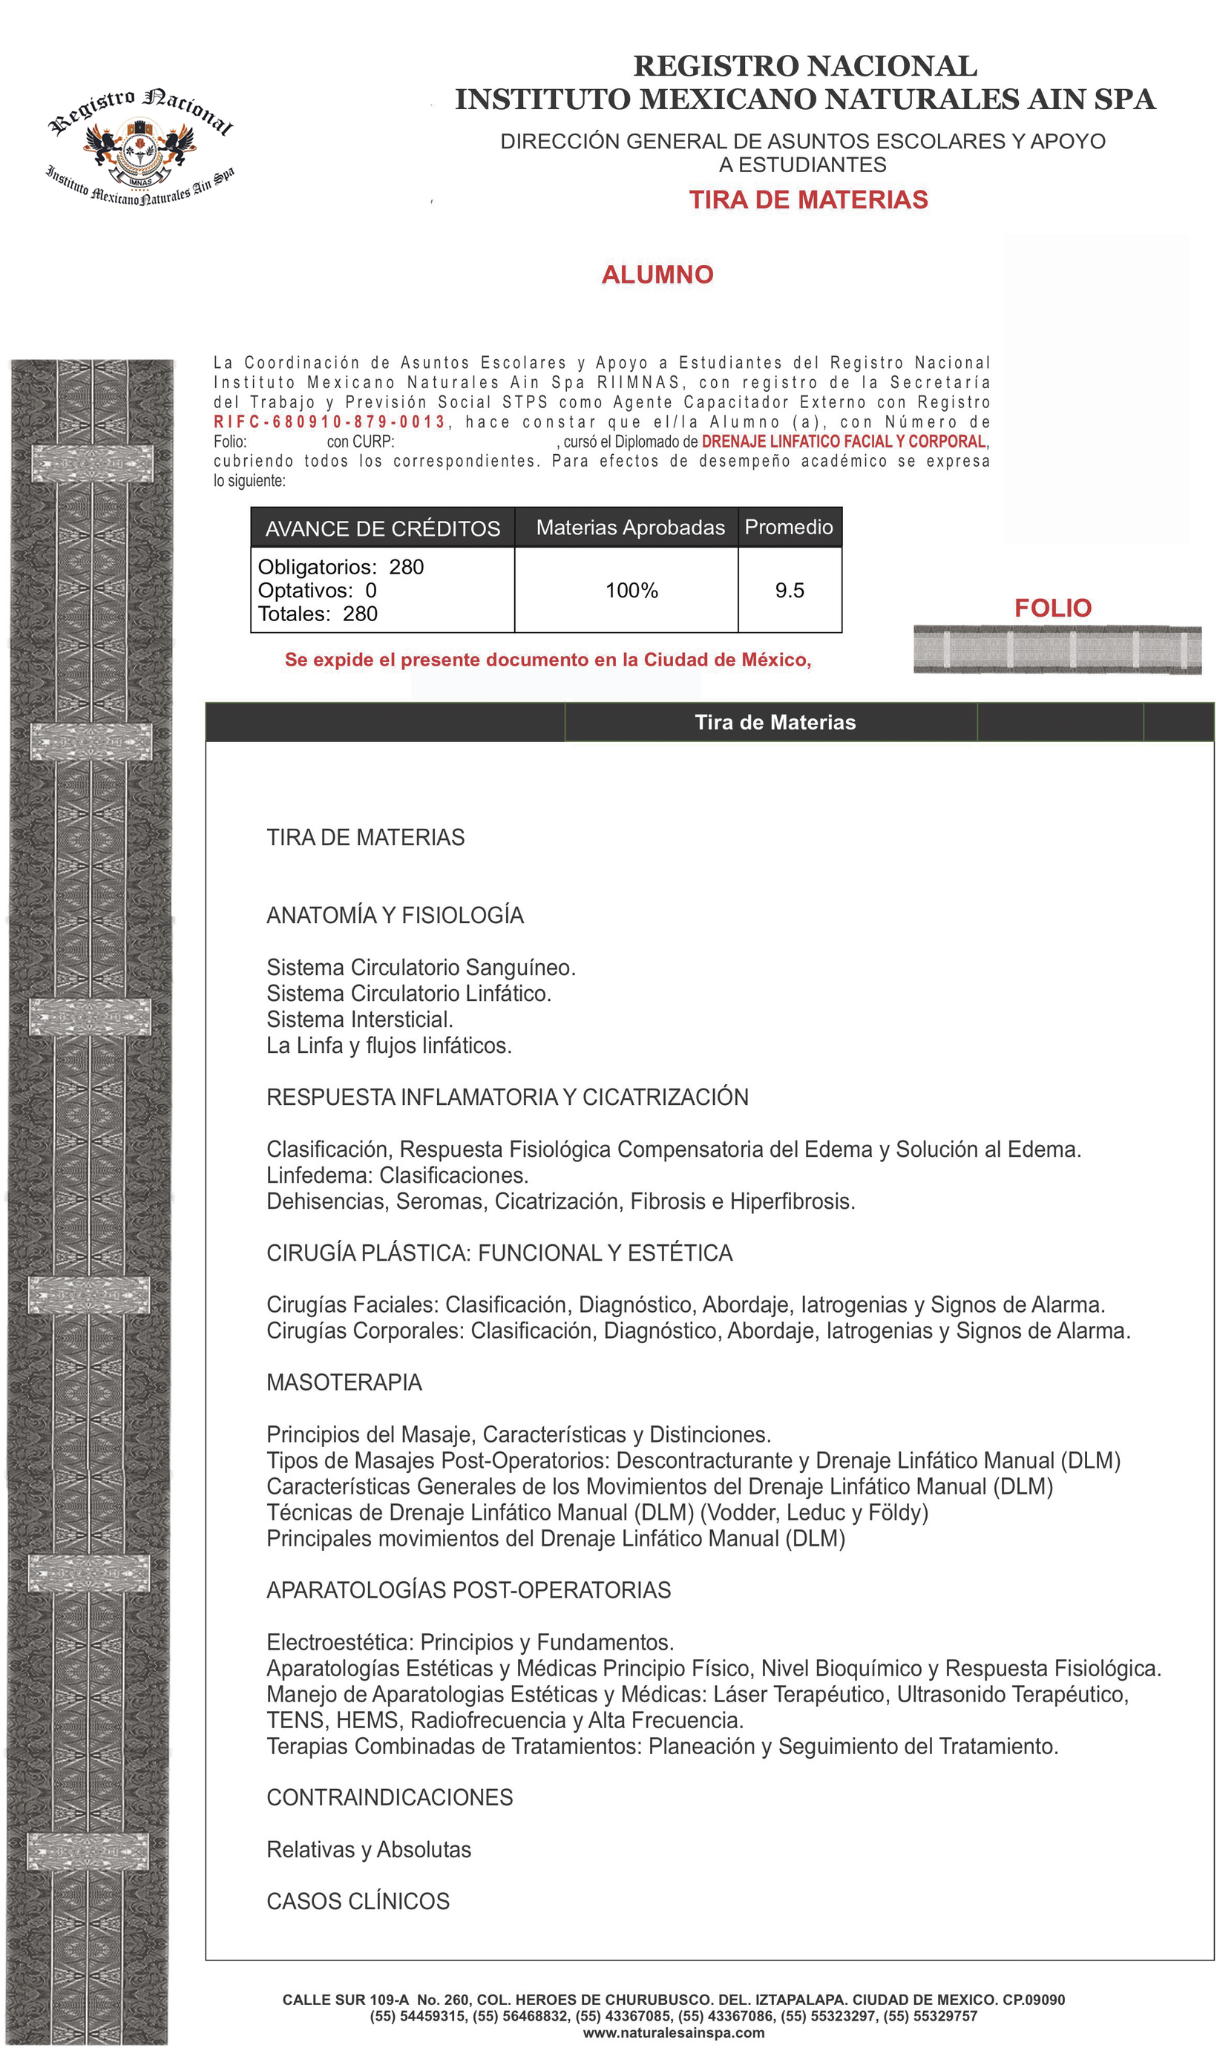 Registro Nacional
IMNAS
Instituto Mexicano Naturales Ain Spa
REGISTRO NACIONAL
INSTITUTO MEXICANO NATURALES AIN SPA
DIRECCIÓN GENERAL DE ASUNTOS ESCOLARES Y APOYO
A ESTUDIANTES
TIRA DE MATERIAS
ALUMNO
La Coordinación de Asuntos Escolares y Apoyo a Estudiantes del Registro Nacional
Instituto Mexicano Naturales Ain Spa RIIMNAS, con registro de la Secretaría
del Trabajo y Previsión Social STPS como Agente Capacitador Externo con Registro
RIFC-680910-879-0013, hace constar que el/la Alumno (a), con Número de
Folio: con CURP: , cursó el Diplomado de DRENAJE LINFATICO FACIAL Y CORPORAL,
cubriendo todos los correspondientes. Para efectos de desempeño académico se expresa
lo siguiente:
AVANCE DE CRÉDITOS Materias Aprobadas Promedio
Obligatorios: 280
Optativos: 0
Totales: 280
100%
9.5
FOLIO
Se expide el presente documento en la Ciudad de México,
Tira de Materias
TIRA DE MATERIAS
ANATOMÍA Y FISIOLOGÍA
Sistema Circulatorio Sanguíneo.
Sistema Circulatorio Linfático.
Sistema Intersticial.
La Linfa y flujos linfáticos.
RESPUESTA INFLAMATORIA Y CICATRIZACIÓN
Clasificación, Respuesta Fisiológica Compensatoria del Edema y Solución al Edema.
Linfedema: Clasificaciones.
Dehisencias, Seromas, Cicatrización, Fibrosis e Hiperfibrosis.
CIRUGÍA PLÁSTICA: FUNCIONAL Y ESTÉTICA
Cirugías Faciales: Clasificación, Diagnóstico, Abordaje, Iatrogenias y Signos de Alarma.
Cirugías Corporales: Clasificación, Diagnóstico, Abordaje, Iatrogenias y Signos de Alarma.
MASOTERAPIA
Principios del Masaje, Características y Distinciones.
Tipos de Masajes Post-Operatorios: Descontracturante y Drenaje Linfático Manual (DLM)
Características Generales de los Movimientos del Drenaje Linfático Manual (DLM)
Técnicas de Drenaje Linfático Manual (DLM) (Vodder, Leduc y Földy)
Principales movimientos del Drenaje Linfático Manual (DLM)
APARATOLOGÍAS POST-OPERATORIAS
Electroestética: Principios y Fundamentos.
Aparatologías Estéticas y Médicas Principio Físico, Nivel Bioquímico y Respuesta Fisiológica.
Manejo de Aparatologias Estéticas y Médicas: Láser Terapéutico, Ultrasonido Terapéutico,
TENS, HEMS, Radiofrecuencia y Alta Frecuencia.
Terapias Combinadas de Tratamientos: Planeación y Seguimiento del Tratamiento.
CONTRAINDICACIONES
Relativas y Absolutas
CASOS CLÍNICOS
CALLE SUR 109-A No. 260, COL. HEROES DE CHURUBUSCO. DEL. IZTAPALAPA. CIUDAD DE MEXICO. CP.09090
(55) 54459315, (55) 56468832, (55) 43367085, (55) 43367086, (55) 55323297, (55) 55329757
www.naturalesainspa.com